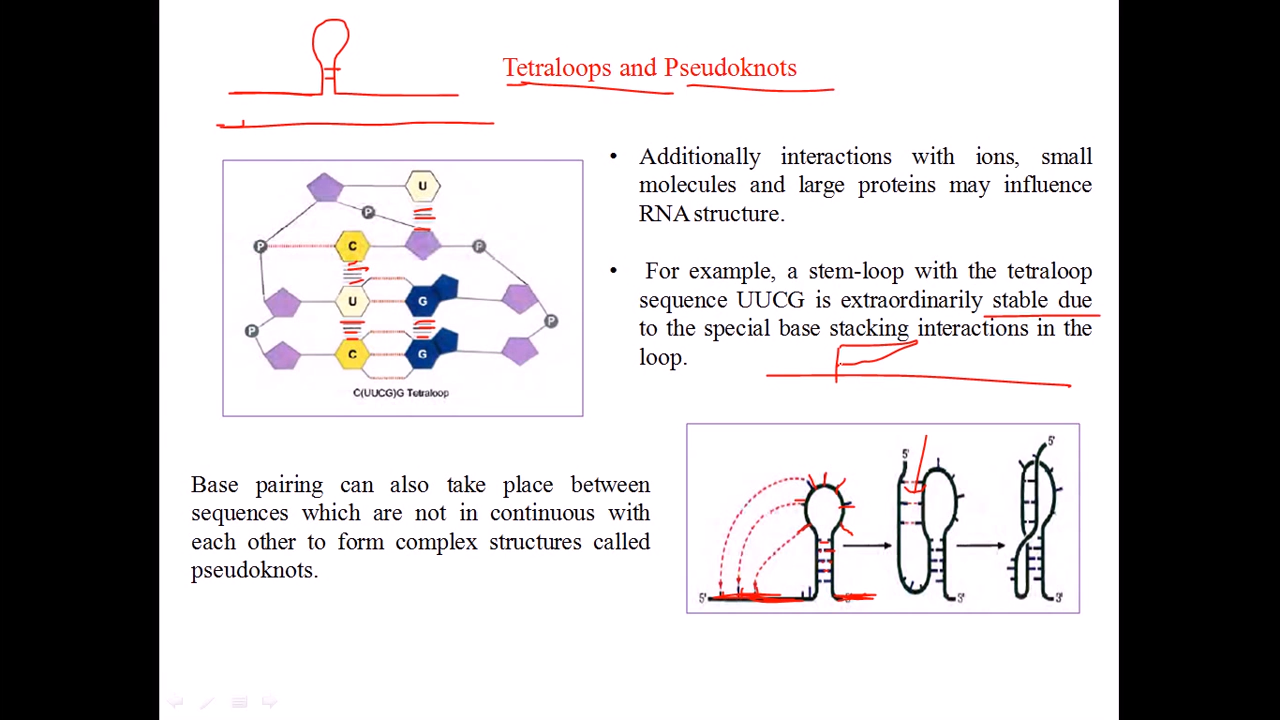 Tetraloops and Pseudoknots
• Additionally interactions with ions, small
molecules and large proteins may influence
RNA structure.
• For example, a stem-loop with the tetraloop
sequence UUCG is extraordinarily stable due
to the special base stacking interactions in the
loop.
U
P
P C P
U G
P P
C G
C(UUCG)G Tetraloop
Base pairing can also take place between
sequences which are not in continuous with
each other to form complex structures called
pseudoknots.
5' 5'
5' 3' 3'